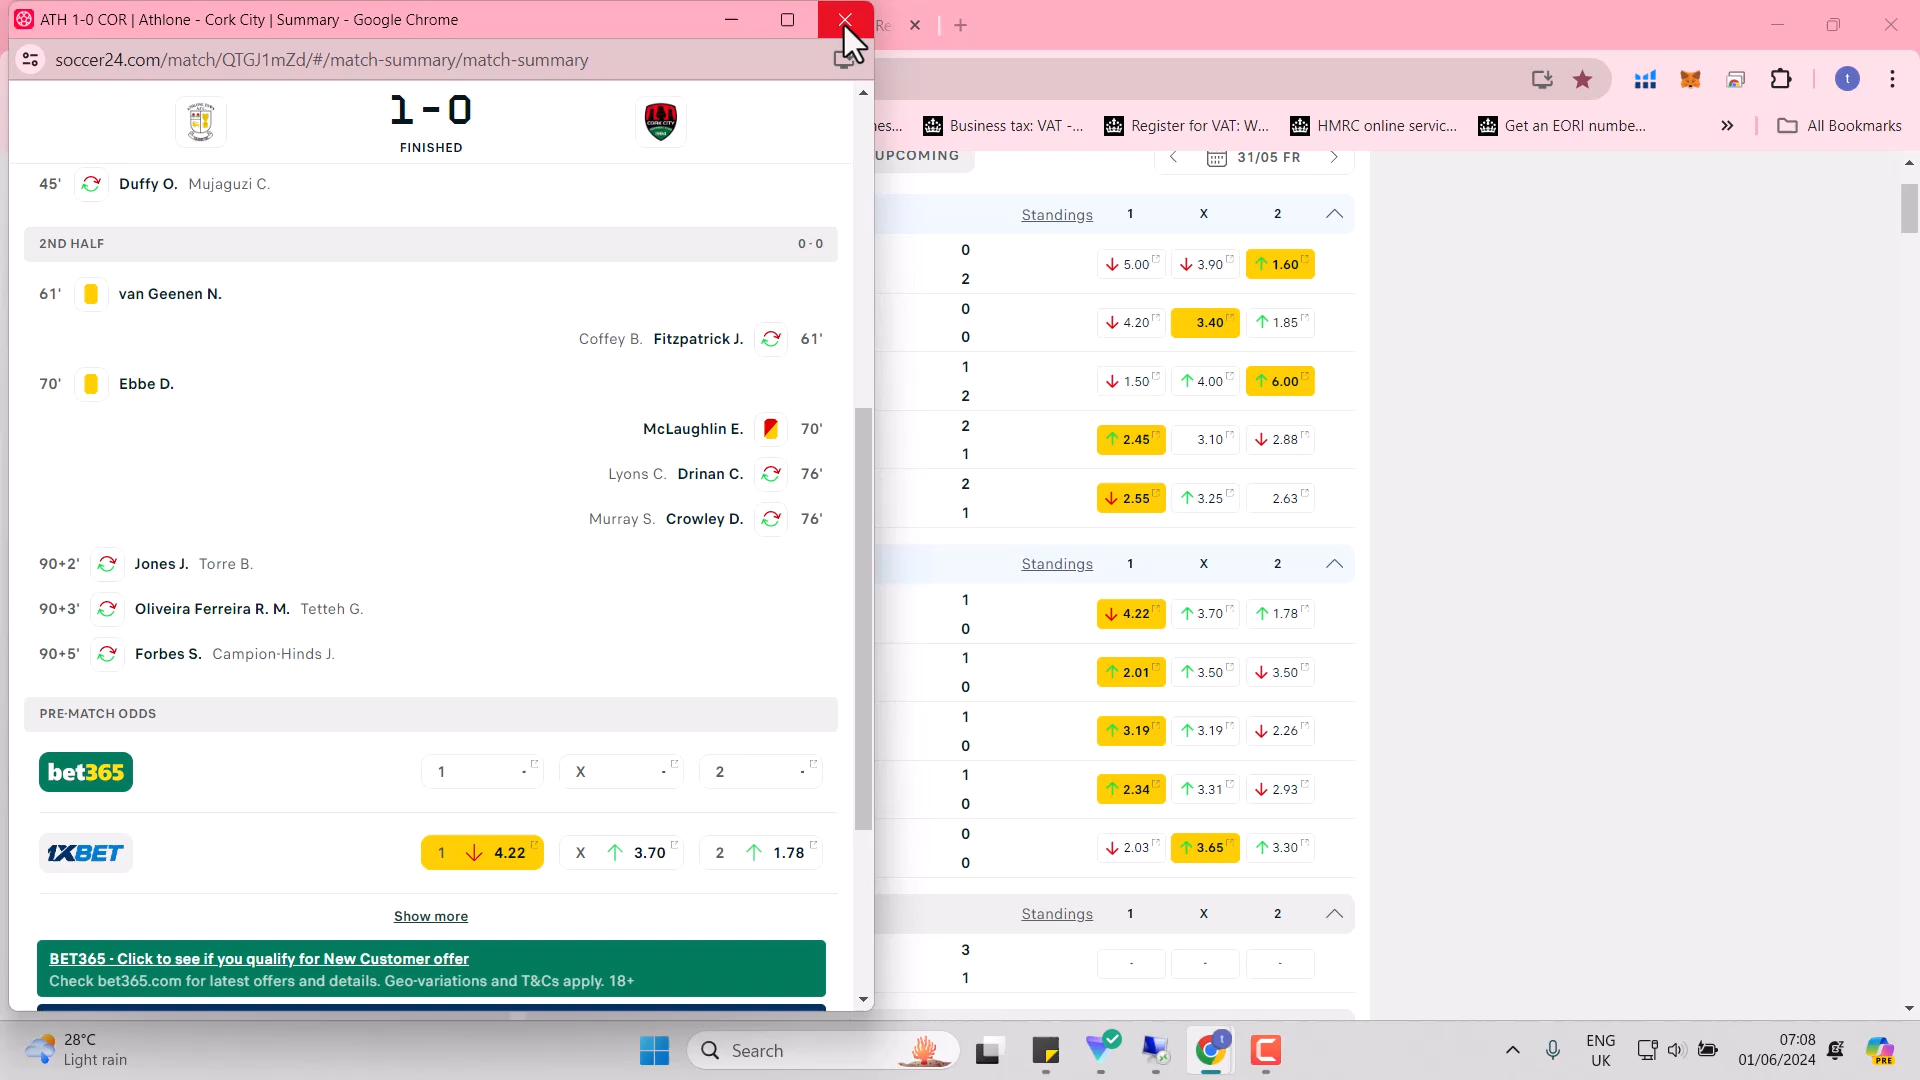 ATH 1-0 COR | Athlone - Cork City | Summary - Google Chrome
soccer24.com/match/QTGJ1mZd/#/match-summary/match-summary
1-0
FINISHED
45' Duffy O. Mujaguzi C.
2ND HALF 0 - 0
61' van Geenen N.
Coffey B. Fitzpatrick J. 61'
70' Ebbe D.
McLaughlin E. 70'
Lyons C. Drinan C. 76'
Murray S. Crowley D. 76'
90+2' Jones J. Torre B.
90+3' Oliveira Ferreira R. M. Tetteh G.
90+5' Forbes S. Campion-Hinds J.
PRE-MATCH ODDS
bet365 1 - X - 2 -
1XBET 1 4.22 X 3.70 2 1.78
Show more
BET365 - Click to see if you qualify for New Customer offer
Check bet365.com for latest offers and details. Geo-variations and T&Cs apply. 18+
Re
t
nes... Business tax: VAT -... Register for VAT: W... HMRC online servic... Get an EORI numbe... » All Bookmarks
UPCOMING 31/05 FR
Standings 1 X 2
0
2
5.00 3.90 1.60
0
0
4.20 3.40 1.85
1
2
1.50 4.00 6.00
2
1
2.45 3.10 2.88
2
1
2.55 3.25 2.63
Standings 1 X 2
1
0
4.22 3.70 1.78
1
0
2.01 3.50 3.50
1
0
3.19 3.19 2.26
1
0
2.34 3.31 2.93
0
0
2.03 3.65 3.30
Standings 1 X 2
3
1
- - -
28°C
Light rain
Search
t
ENG
UK
07:08
01/06/2024
PRE